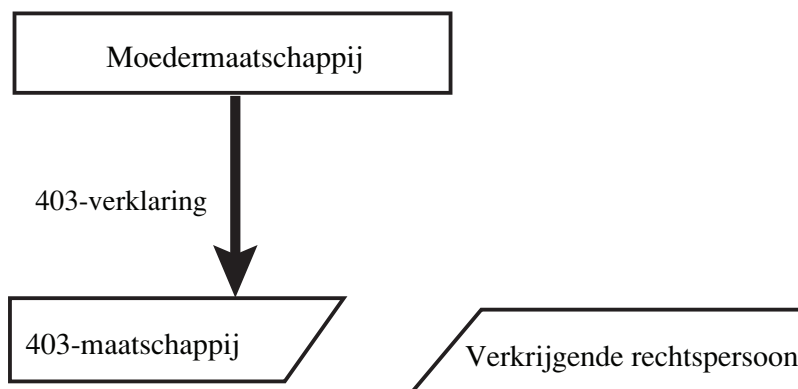 Moedermaatschappij
403-verklaring
403-maatschappij
Verkrijgende rechtspersoon